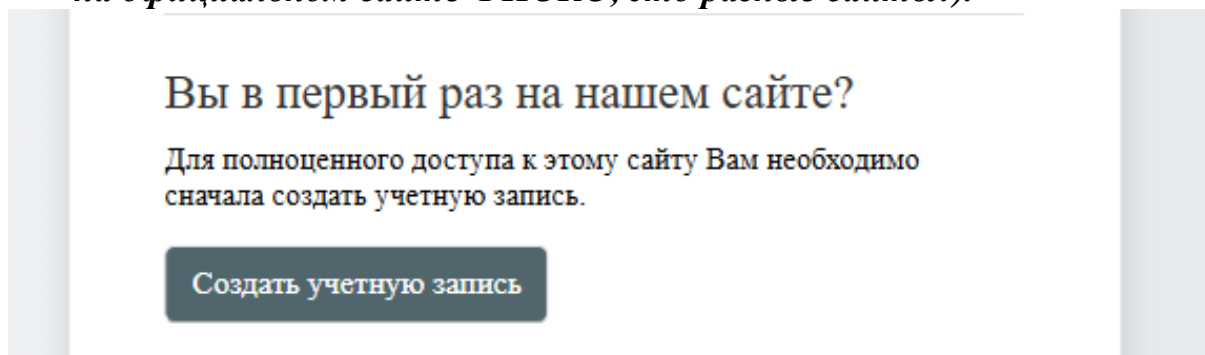 Вы в первый раз на нашем сайте?
Для полноценного доступа к этому сайту Вам необходимо
сначала создать учетную запись.
Создать учетную запись